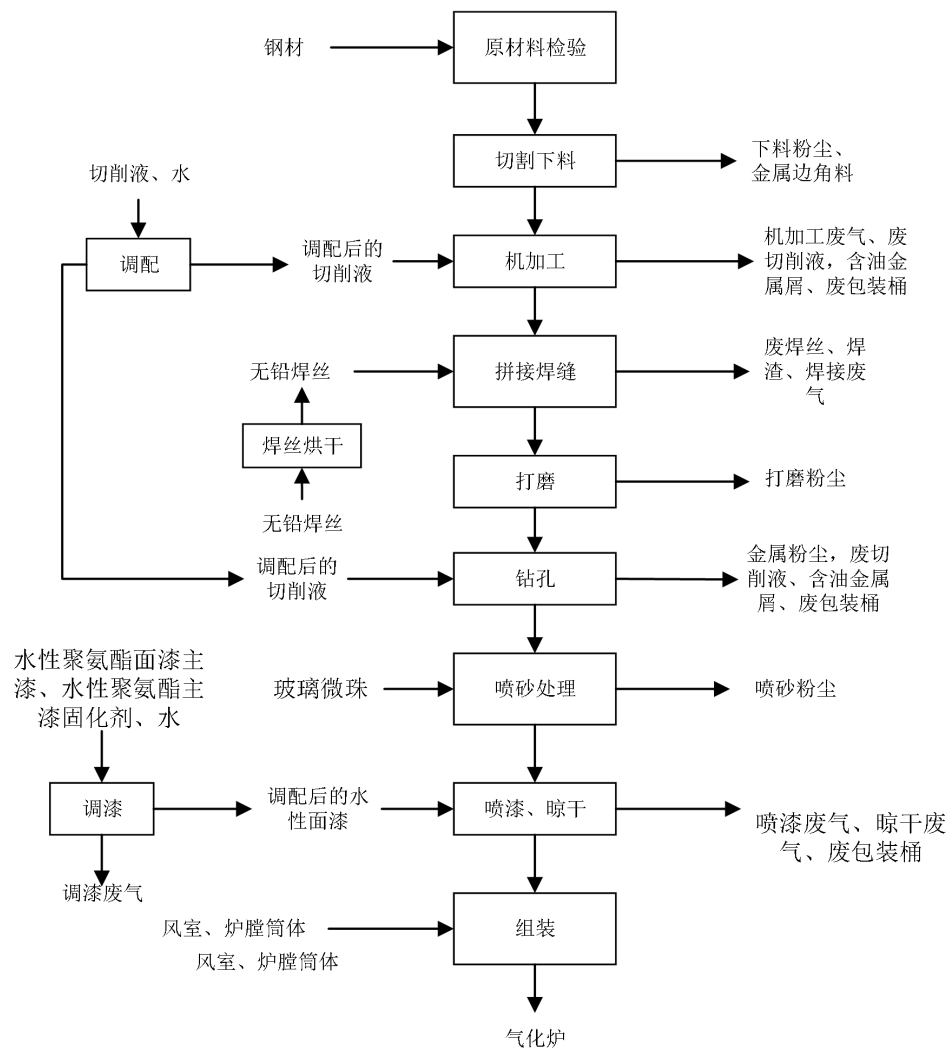 钢材
原材料检验
切割下料
下料粉尘、
金属边角料
切削液、水
调配
调配后的
切削液
机加工
机加工废气、废
切削液，含油金
属屑、废包装桶
无铅焊丝
拼接焊缝
废焊丝、焊
渣、焊接废
气
焊丝烘干
无铅焊丝
打磨
打磨粉尘
调配后的
切削液
钻孔
金属粉尘，废切
削液、含油金属
屑、废包装桶
水性聚氨酯面漆主
漆、水性聚氨酯主
漆固化剂、水
玻璃微珠
喷砂处理
喷砂粉尘
调漆
调配后的水
性面漆
喷漆、晾干
喷漆废气、晾干废
气、废包装桶
调漆废气
风室、炉膛筒体
风室、炉膛筒体
组装
气化炉